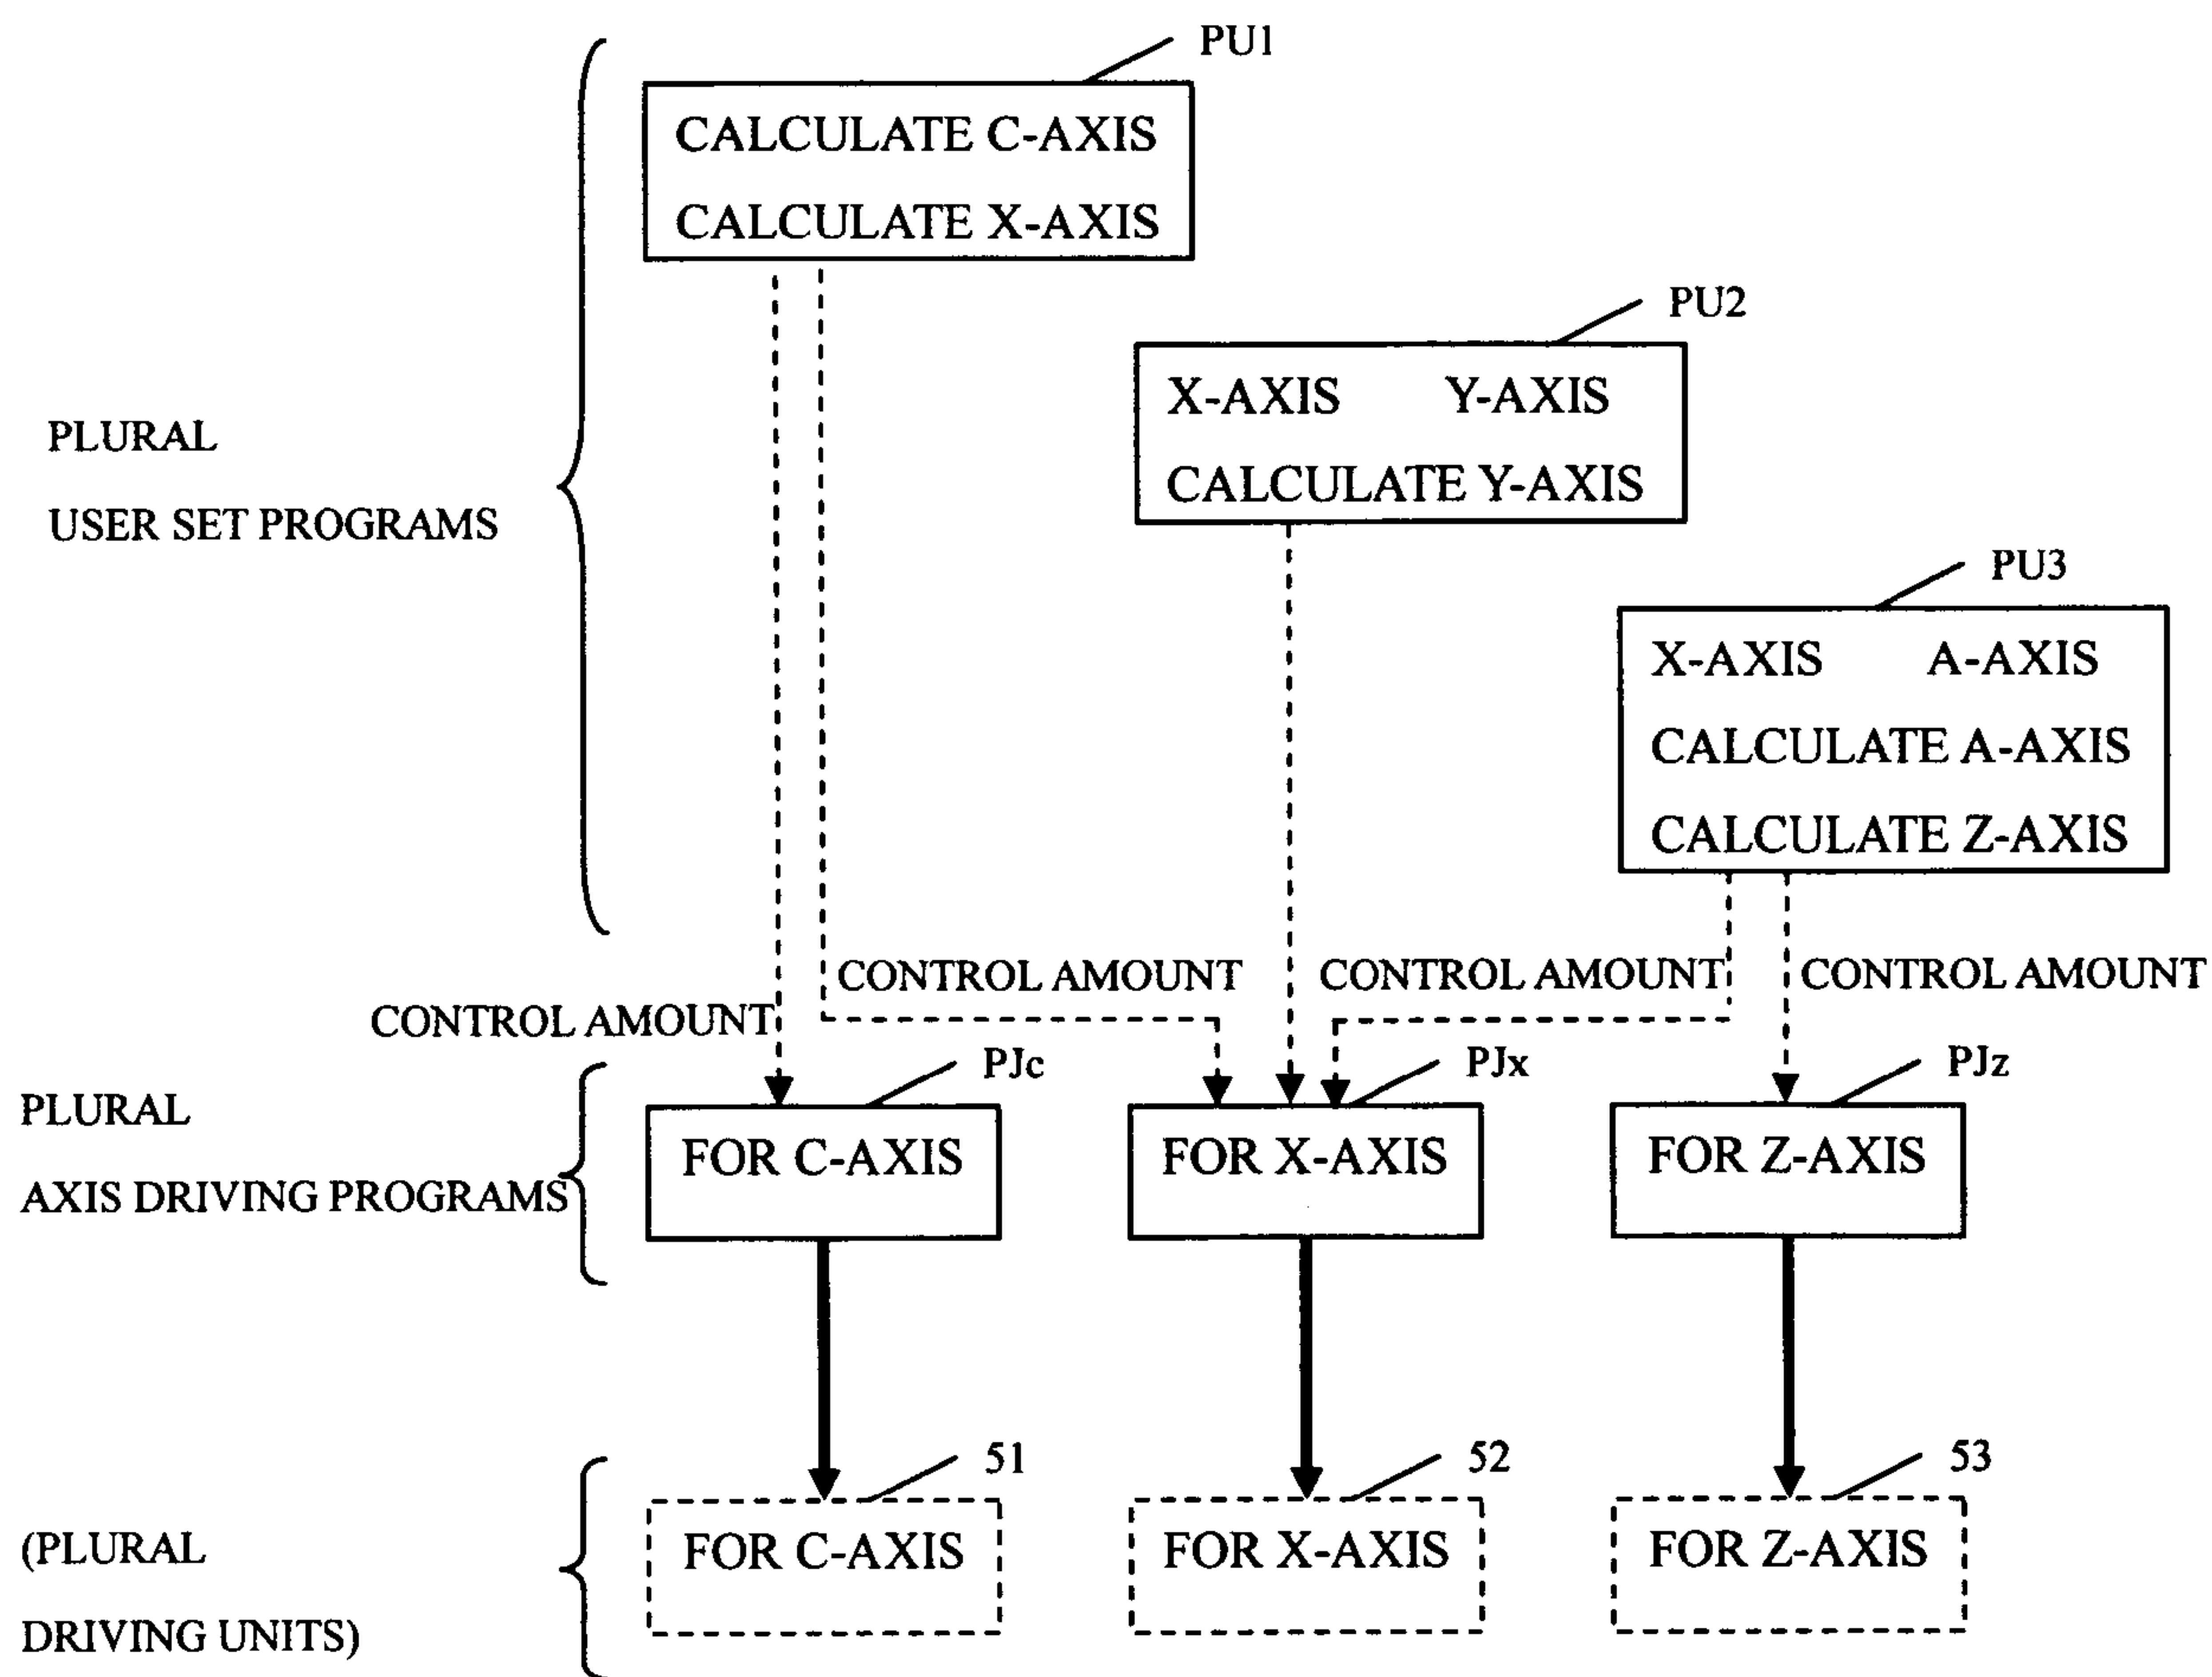 PU1
CALCULATE C-AXIS
CALCULATE X-AXIS
PU2
X-AXIS Y-AXIS
CALCULATE Y-AXIS
PLURAL
USER SET PROGRAMS
PU3
X-AXIS A-AXIS
CALCULATE A-AXIS
CALCULATE Z-AXIS
CONTROL AMOUNT
CONTROL AMOUNT
CONTROL AMOUNT
CONTROL AMOUNT
PLURAL
AXIS DRIVING PROGRAMS
PJc
FOR C-AXIS
PJx
FOR X-AXIS
PJz
FOR Z-AXIS
(PLURAL
DRIVING UNITS)
51
FOR C-AXIS
52
FOR X-AXIS
53
FOR Z-AXIS